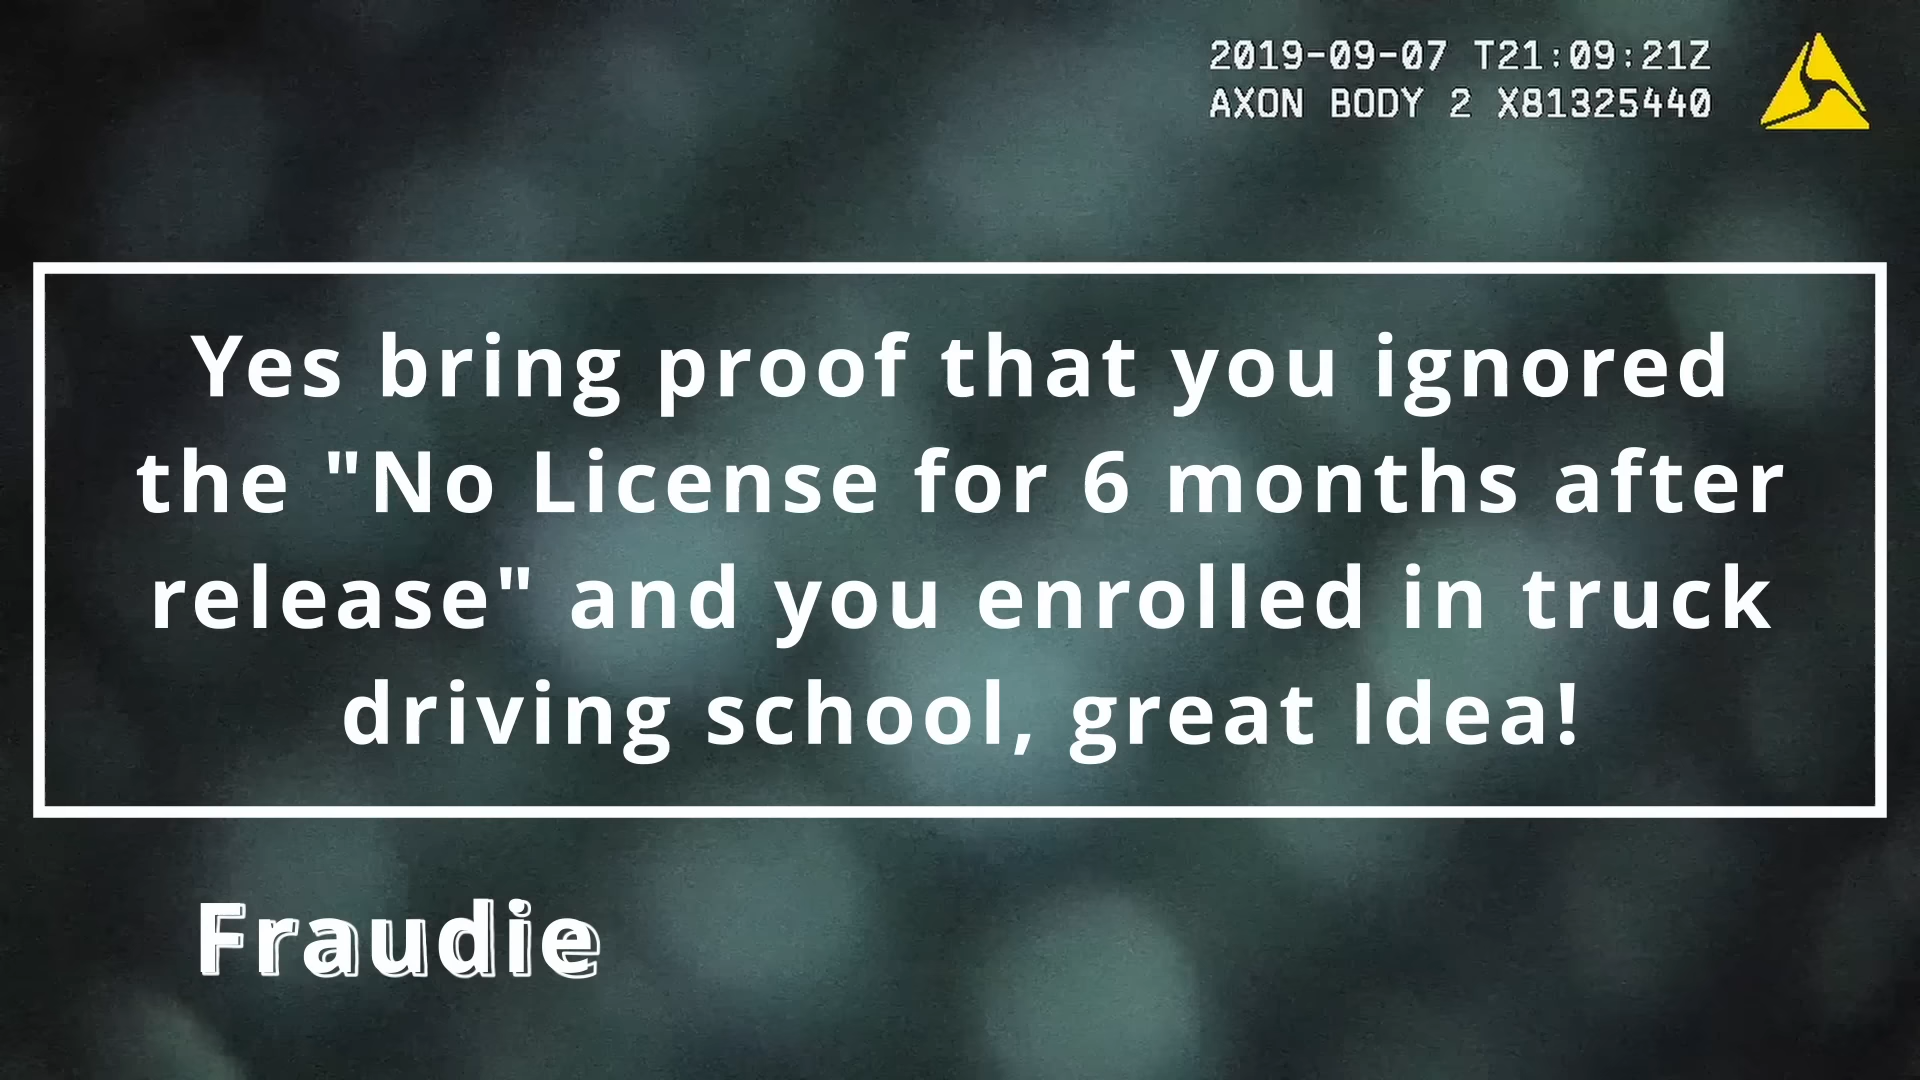 2019-09-07 T21:09:21Z
AXON BODY 2 X81325440
Yes bring proof that you ignored
the "No License for 6 months after
release" and you enrolled in truck
driving school, great Idea!
Fraudie